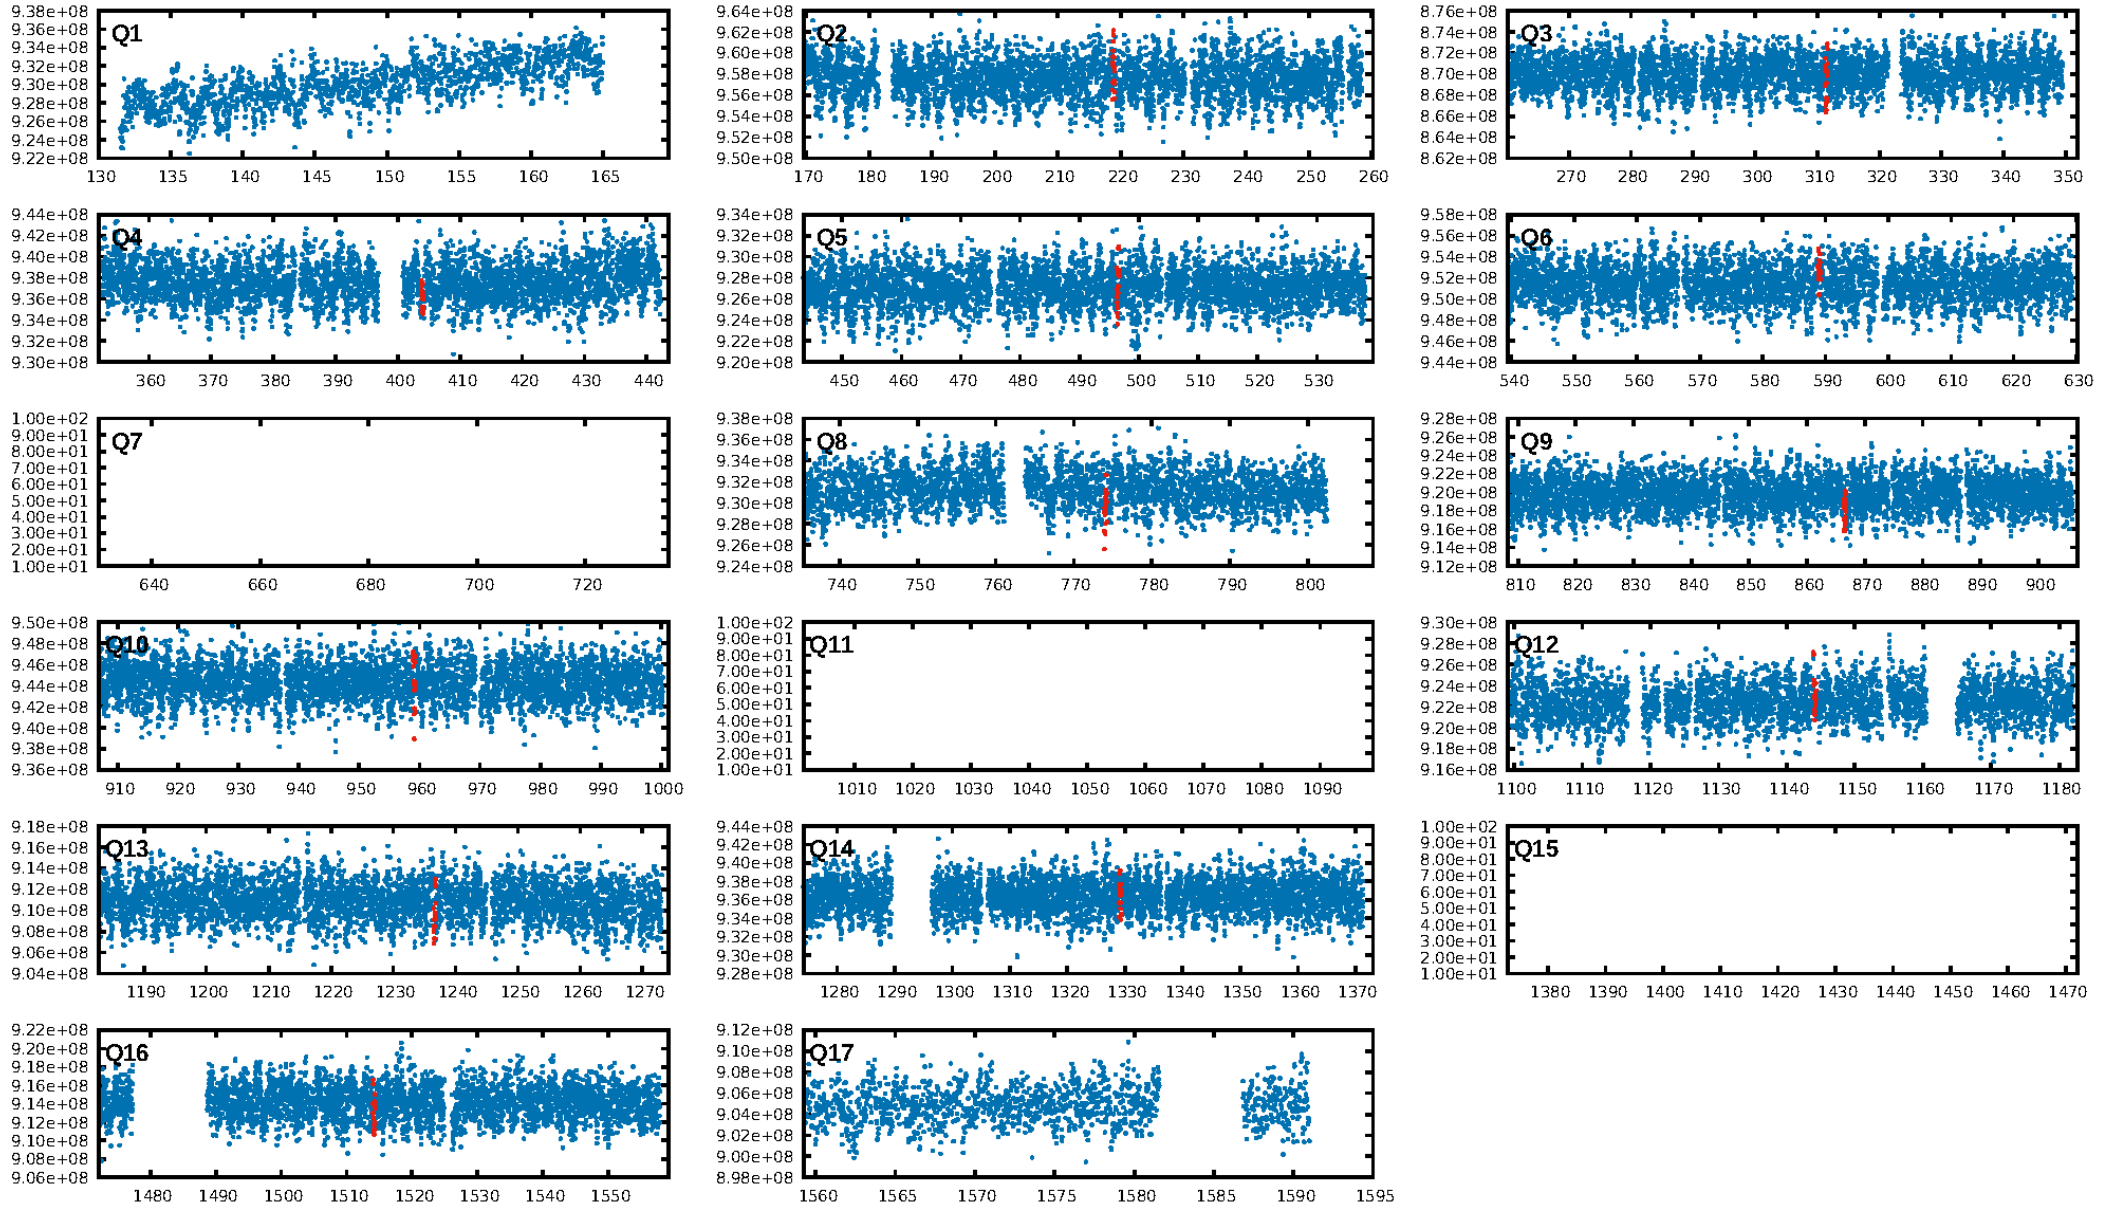 Q1
9.38e+08
9.36e+08
9.34e+08
9.32e+08
9.30e+08
9.28e+08
9.26e+08
9.24e+08
9.22e+08
130 135 140 145 150 155 160 165
Q2
9.64e+08
9.62e+08
9.60e+08
9.58e+08
9.56e+08
9.54e+08
9.52e+08
9.50e+08
170 180 190 200 210 220 230 240 250 260
Q3
8.76e+08
8.74e+08
8.72e+08
8.70e+08
8.68e+08
8.66e+08
8.64e+08
8.62e+08
270 280 290 300 310 320 330 340 350
Q4
9.44e+08
9.42e+08
9.40e+08
9.38e+08
9.36e+08
9.34e+08
9.32e+08
9.30e+08
360 370 380 390 400 410 420 430 440
Q5
9.34e+08
9.32e+08
9.30e+08
9.28e+08
9.26e+08
9.24e+08
9.22e+08
9.20e+08
450 460 470 480 490 500 510 520 530
Q6
9.58e+08
9.56e+08
9.54e+08
9.52e+08
9.50e+08
9.48e+08
9.46e+08
9.44e+08
540 550 560 570 580 590 600 610 620 630
Q7
1.00e+02
9.00e+01
8.00e+01
7.00e+01
6.00e+01
5.00e+01
4.00e+01
3.00e+01
2.00e+01
1.00e+01
640 660 680 700 720
Q8
9.38e+08
9.36e+08
9.34e+08
9.32e+08
9.30e+08
9.28e+08
9.26e+08
9.24e+08
740 750 760 770 780 790 800
Q9
9.28e+08
9.26e+08
9.24e+08
9.22e+08
9.20e+08
9.18e+08
9.16e+08
9.14e+08
9.12e+08
810 820 830 840 850 860 870 880 890 900
Q10
9.50e+08
9.48e+08
9.46e+08
9.44e+08
9.42e+08
9.40e+08
9.38e+08
9.36e+08
910 920 930 940 950 960 970 980 990 1000
Q11
1.00e+02
9.00e+01
8.00e+01
7.00e+01
6.00e+01
5.00e+01
4.00e+01
3.00e+01
2.00e+01
1.00e+01
1010 1020 1030 1040 1050 1060 1070 1080 1090
Q12
9.30e+08
9.28e+08
9.26e+08
9.24e+08
9.22e+08
9.20e+08
9.18e+08
9.16e+08
1100 1110 1120 1130 1140 1150 1160 1170 1180
Q13
9.18e+08
9.16e+08
9.14e+08
9.12e+08
9.10e+08
9.08e+08
9.06e+08
9.04e+08
1190 1200 1210 1220 1230 1240 1250 1260 1270
Q14
9.44e+08
9.42e+08
9.40e+08
9.38e+08
9.36e+08
9.34e+08
9.32e+08
9.30e+08
9.28e+08
1280 1290 1300 1310 1320 1330 1340 1350 1360 1370
Q15
1.00e+02
9.00e+01
8.00e+01
7.00e+01
6.00e+01
5.00e+01
4.00e+01
3.00e+01
2.00e+01
1.00e+01
1380 1390 1400 1410 1420 1430 1440 1450 1460 1470
Q16
9.22e+08
9.20e+08
9.18e+08
9.16e+08
9.14e+08
9.12e+08
9.10e+08
9.08e+08
9.06e+08
1480 1490 1500 1510 1520 1530 1540 1550
Q17
9.12e+08
9.10e+08
9.08e+08
9.06e+08
9.04e+08
9.02e+08
9.00e+08
8.98e+08
1560 1565 1570 1575 1580 1585 1590 1595